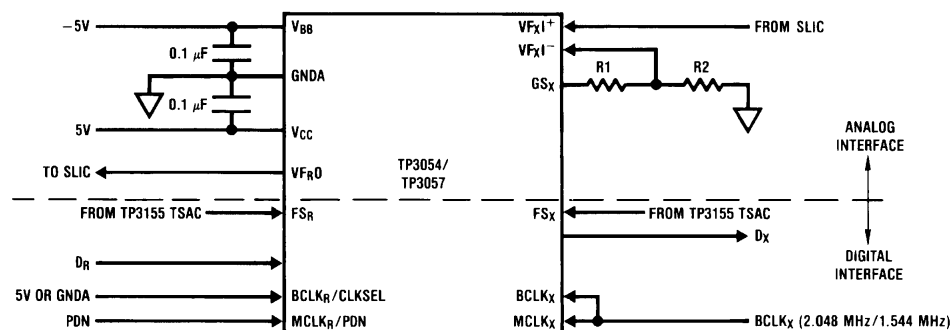 −5V
VBB
VFXI+
FROM SLIC
0.1 μF
VFXI−
GNDA
GSX
R1
R2
0.1 μF
5V
VCC
ANALOG
INTERFACE
TO SLIC
VFRO
TP3054/
TP3057
FROM TP3155 TSAC
FSR
FSX
FROM TP3155 TSAC
DX
DR
DIGITAL
INTERFACE
5V OR GNDA
BCLKR/CLKSEL
BCLKX
PDN
MCLKR/PDN
MCLKX
BCLKX (2.048 MHz/1.544 MHz)